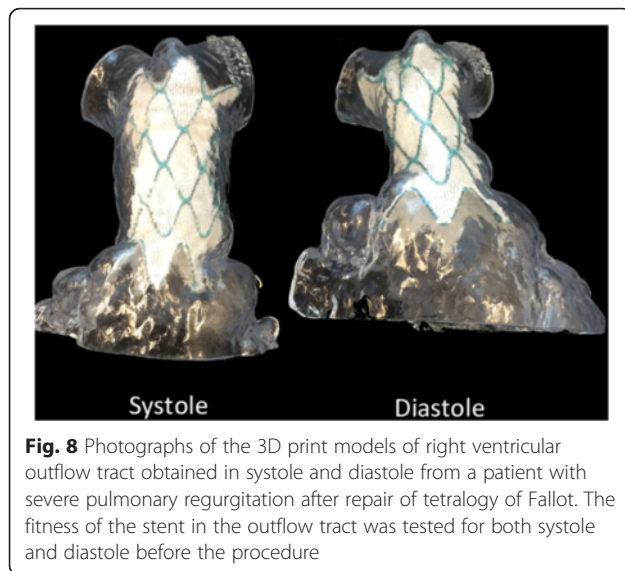 Systole
Diastole
Fig. 8 Photographs of the 3D print models of right ventricular
outflow tract obtained in systole and diastole from a patient with
severe pulmonary regurgitation after repair of tetralogy of Fallot. The
fitness of the stent in the outflow tract was tested for both systole
and diastole before the procedure